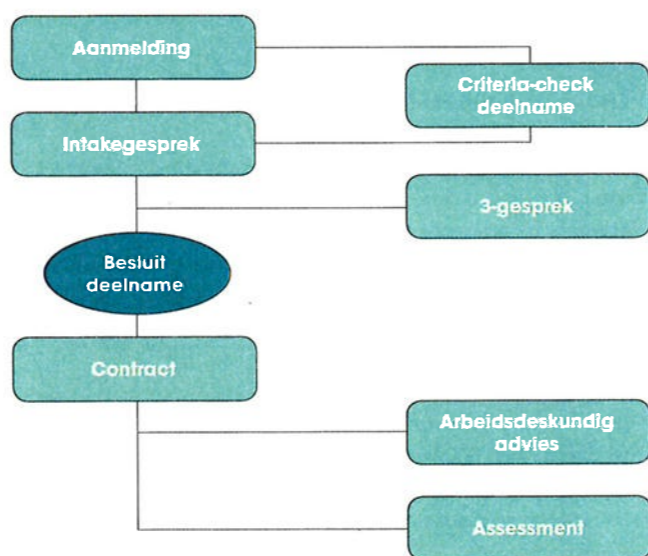 Aanmelding
Criteria-check
deelname
Intakegesprek
3-gesprek
Besluit
deelname
Contract
Arbeidsdeskundig
advies
Assessment